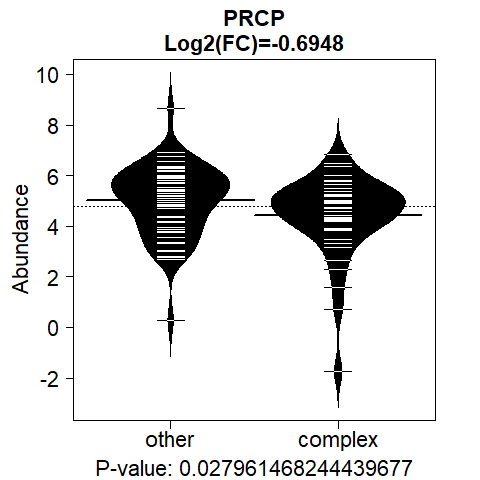 PRCP
Log2(FC)=-0.6948
Abundance
10
8
6
4
2
0
-2
other complex
P-value: 0.027961468244439677